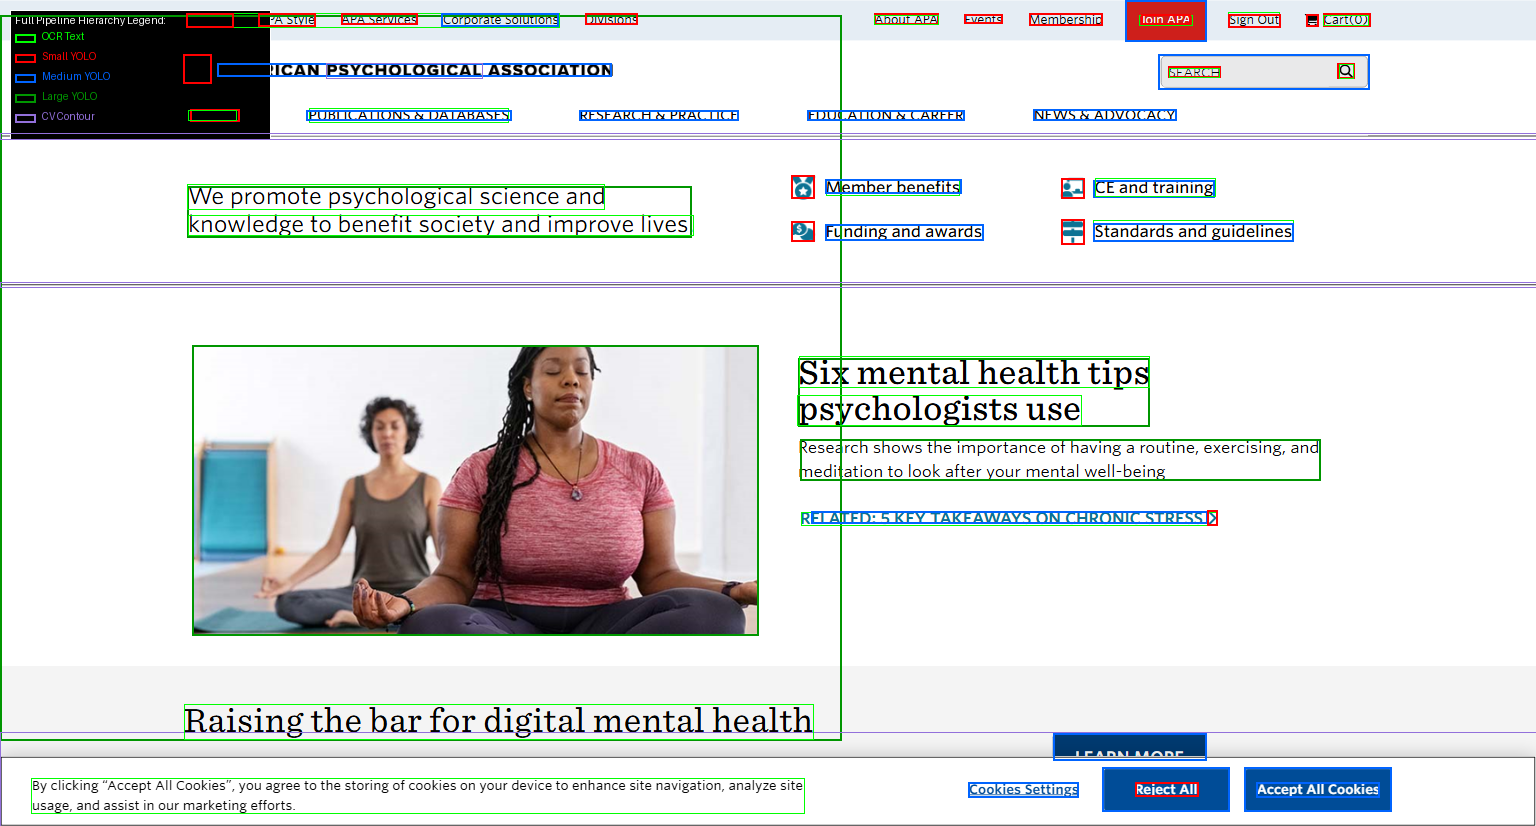 Full Pipeline Hierarchy Legend:
OCR Text
Small YOLO
Medium YOLO
Large YOLO
CV Contour
PA Style
APA Services
Corporate Solutions
Divisions
About APA
Events
Membership
Join APA
Sign Out
Cart(0)
RICAN PSYCHOLOGICAL ASSOCIATION
SEARCH
PUBLICATIONS & DATABASES
RESEARCH & PRACTICE
EDUCATION & CAREER
NEWS & ADVOCACY
We promote psychological science and
knowledge to benefit society and improve lives
Member benefits
CE and training
Funding and awards
Standards and guidelines
Six mental health tips
psychologists use
Research shows the importance of having a routine, exercising, and
meditation to look after your mental well-being
RELATED: 5 KEY TAKEAWAYS ON CHRONIC STRESS
Raising the bar for digital mental health
LEARN MORE
By clicking “Accept All Cookies”, you agree to the storing of cookies on your device to enhance site navigation, analyze site
usage, and assist in our marketing efforts.
Cookies Settings
Reject All
Accept All Cookies